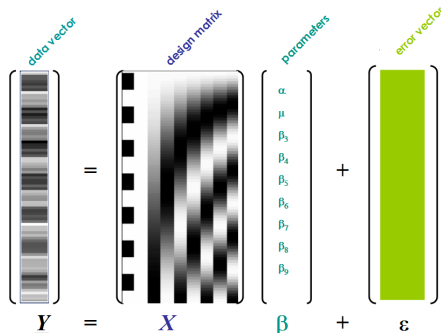 data vector
design matrix
parameters
error vector
α
μ
β3
β4
β5
β6
β7
β8
β9
= +
Y = X β + ε